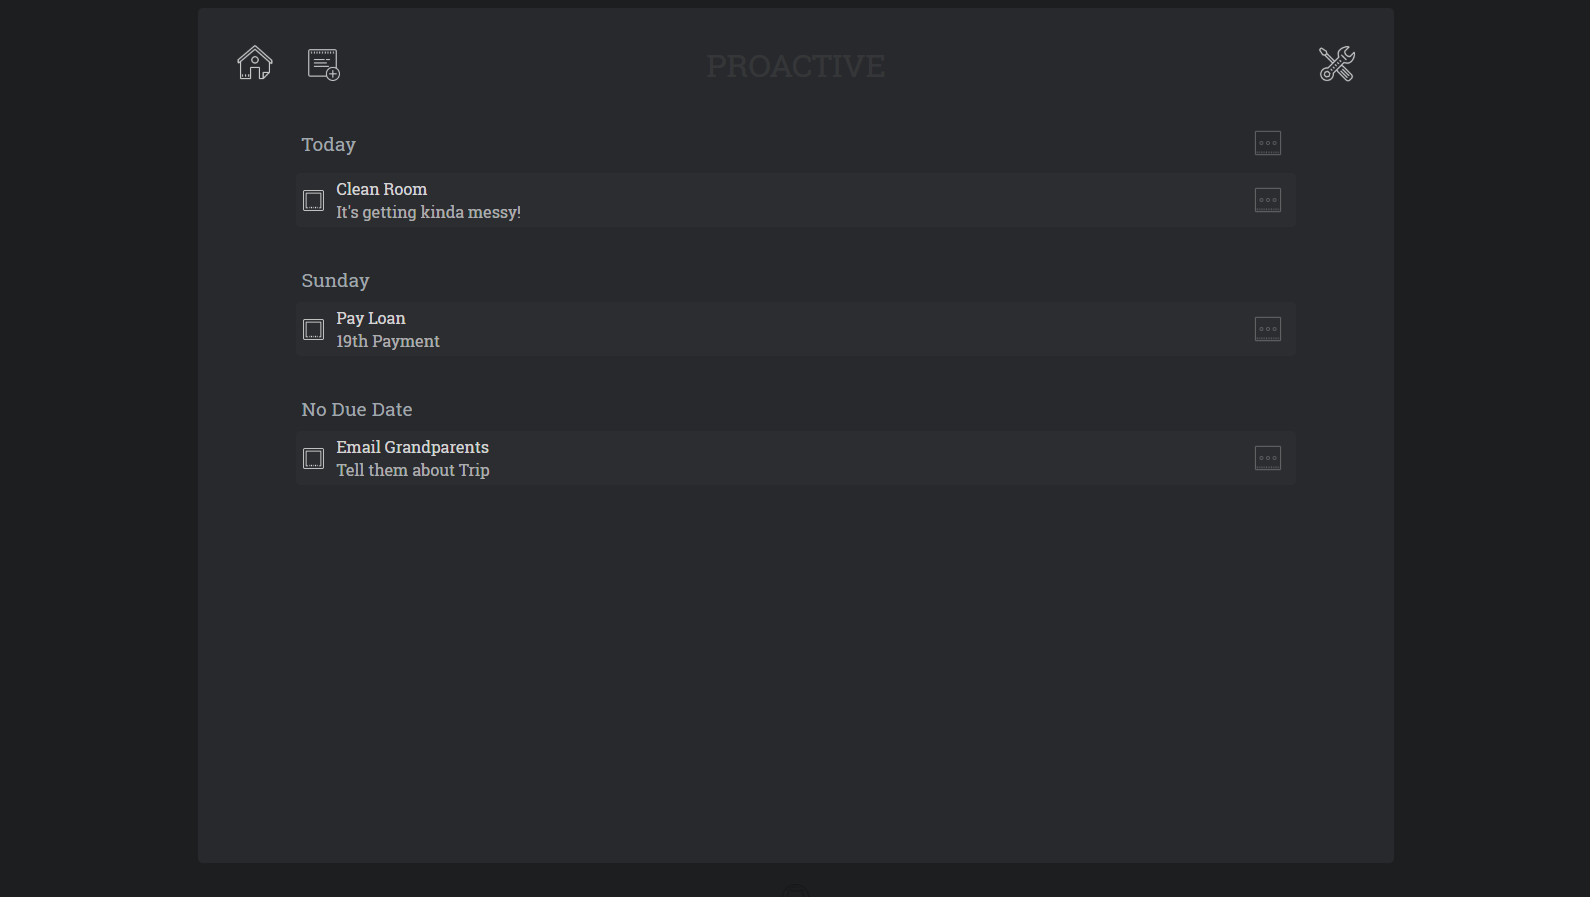 PROACTIVE
Today
Clean Room
It's getting kinda messy!
Sunday
Pay Loan
19th Payment
No Due Date
Email Grandparents
Tell them about Trip